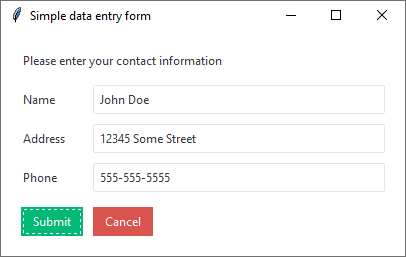 Simple data entry form
Please enter your contact information
Name John Doe
Address 12345 Some Street
Phone 555-555-5555
Submit Cancel